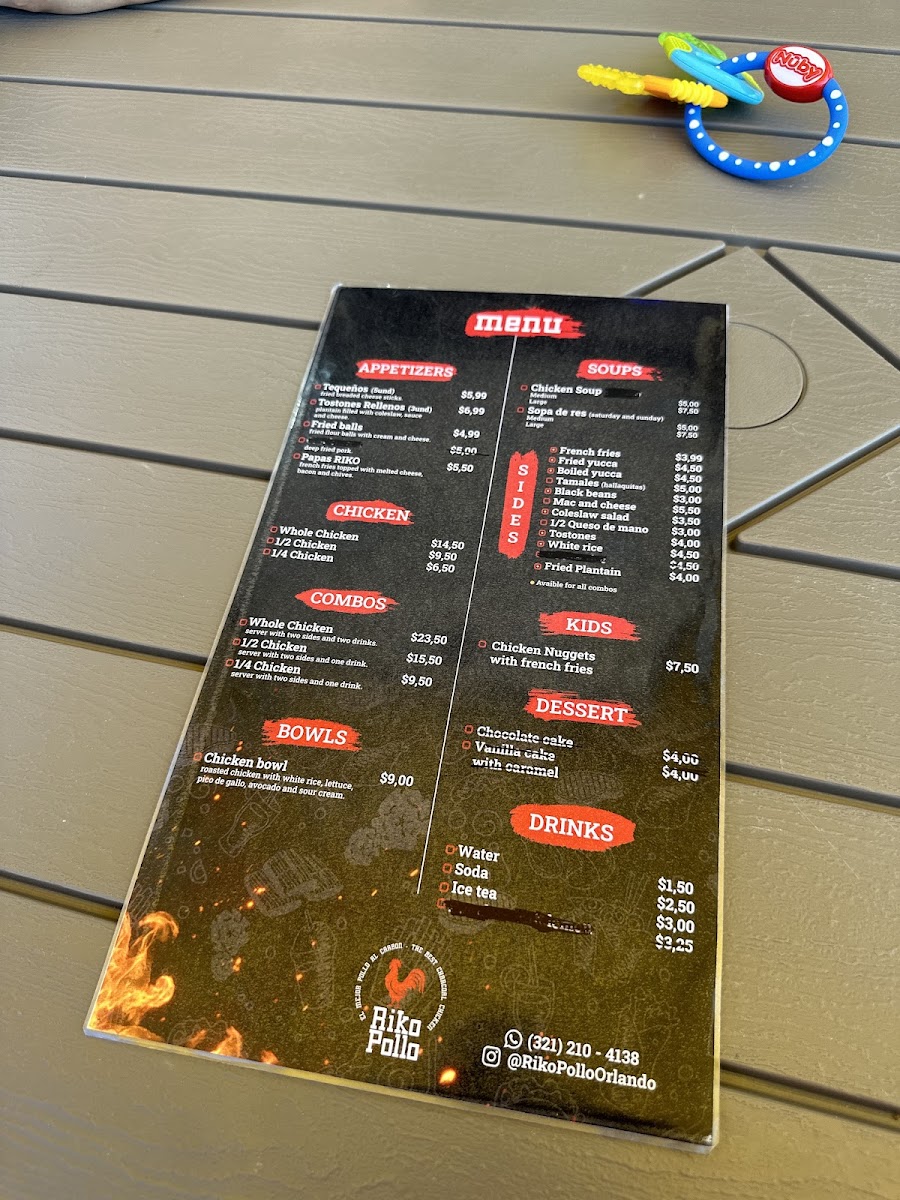 Nûby
menu
APPETIZERS
Tequeños (5und) $5,99
fried breaded cheese sticks.
Tostones Rellenos (3und) $6,99
plantain filled with coleslaw, sauce
and cheese.
Fried balls $4,99
fried flour balls with cream and cheese.
$5,00
deep fried pork.
Papas RIKO $5,50
french fries topped with melted cheese,
bacon and chives.
CHICKEN
Whole Chicken $14,50
1/2 Chicken $9,50
1/4 Chicken $6,50
COMBOS
Whole Chicken $23,50
server with two sides and two drinks.
1/2 Chicken $15,50
server with two sides and one drink.
1/4 Chicken $9,50
server with two sides and one drink.
BOWLS
Chicken bowl $9,00
roasted chicken with white rice, lettuce,
pico de gallo, avocado and sour cream.
SOUPS
Chicken Soup
Medium $5,00
Large $7,50
Sopa de res (saturday and sunday)
Medium $5,00
Large $7,50
SIDES
French fries $3,99
Fried yucca $4,50
Boiled yucca $4,50
Tamales (hallaquitas) $5,00
Black beans $3,00
Mac and cheese $5,50
Coleslaw salad $3,50
1/2 Queso de mano $3,00
Tostones $4,00
White rice $4,50
$4,50
Fried Plantain $4,00
Avaible for all combos
KIDS
Chicken Nuggets
with french fries $7,50
DESSERT
Chocolate cake $4,00
Vanilla cake $4,00
with caramel
DRINKS
Water $1,50
Soda $2,50
Ice tea $3,00
$3,25
EL MEJOR POLLO AL CARBON - THE BEST CHARCOAL CHICKEN
Riko
Pollo
(321) 210 - 4138
@RikoPolloOrlando